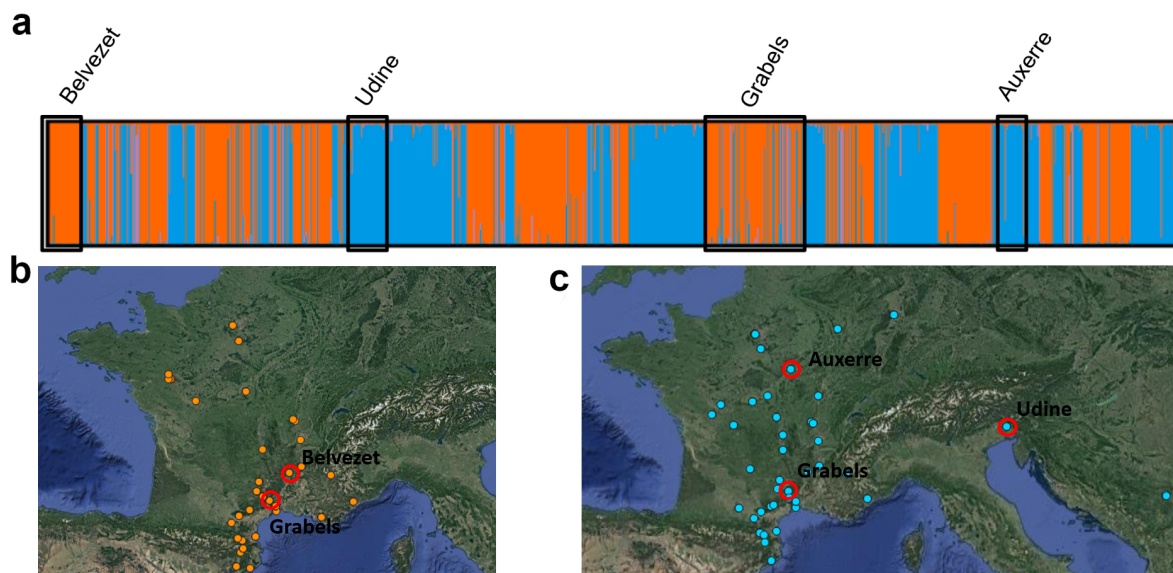 a
Belvezet
Udine
Grabels
Auxerre
b
Belvezet
Grabels
c
Auxerre
Udine
Grabels